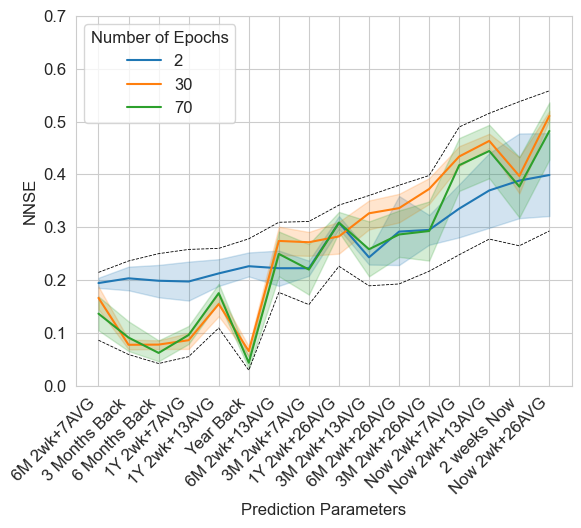 0.7
0.6
0.5
0.4
0.3
0.2
0.1
0.0
NNSE
Number of Epochs
2
30
70
6M 2wk+7AVG
3 Months Back
6 Months Back
1Y 2wk+7AVG
1Y 2wk+13AVG
Year Back
6M 2wk+13AVG
3M 2wk+7AVG
1Y 2wk+26AVG
3M 2wk+13AVG
6M 2wk+26AVG
3M 2wk+26AVG
Now 2wk+7AVG
Now 2wk+13AVG
2 weeks Now
Now 2wk+26AVG
Prediction Parameters